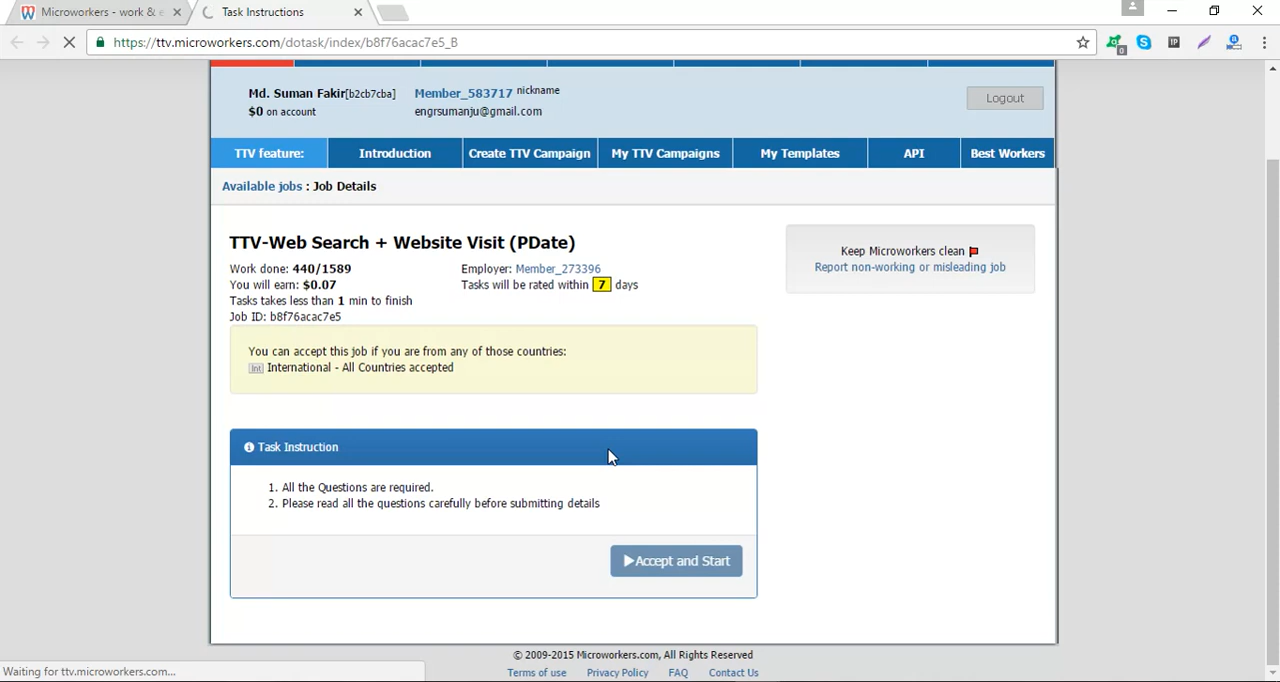 Microworkers - work & e
Task Instructions
https://ttv.microworkers.com/dotask/index/b8f76acac7e5_B
0
IP
Md. Suman Fakir[b2cb7cba]
Member_583717 nickname
$0 on account
engrsumanju@gmail.com
Logout
TTV feature:
Introduction
Create TTV Campaign
My TTV Campaigns
My Templates
API
Best Workers
Available jobs : Job Details
TTV-Web Search + Website Visit (PDate)
Work done: 440/1589
Employer: Member_273396
You will earn: $0.07
Tasks will be rated within 7 days
Tasks takes less than 1 min to finish
Job ID: b8f76acac7e5
Keep Microworkers clean
Report non-working or misleading job
You can accept this job if you are from any of those countries:
Int International - All Countries accepted
Task Instruction
1. All the Questions are required.
2. Please read all the questions carefully before submitting details
Accept and Start
© 2009-2015 Microworkers.com, All Rights Reserved
Terms of use
Privacy Policy
FAQ
Contact Us
Waiting for ttv.microworkers.com...